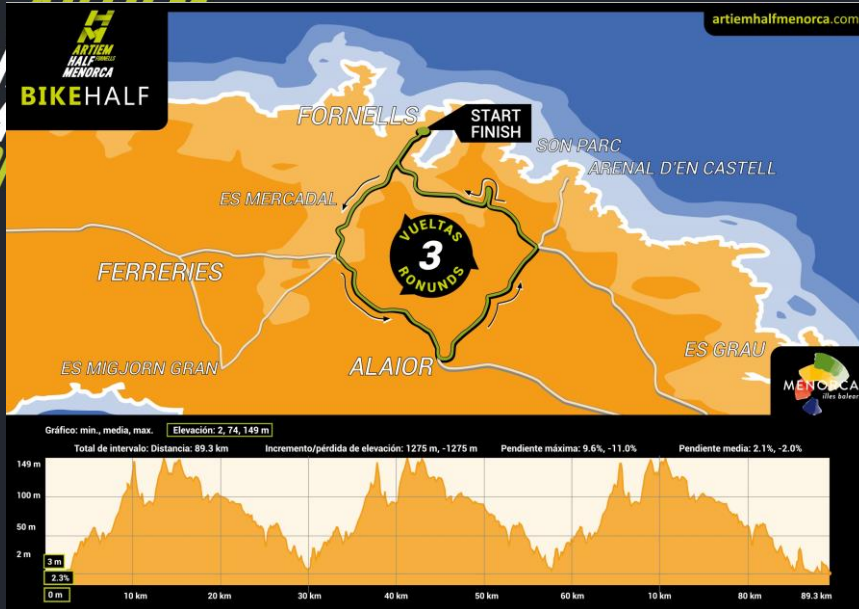 artiemhalfmenorca.com
HM
ARTIEM
HALF FORNELLS
MENORCA
BIKEHALF
FORNELLS
START
FINISH
SON PARC
ARENAL D'EN CASTELL
ES MERCADAL
VUELTAS
3
RONUNDS
FERRERIES
ES MIGJORN GRAN
ALAIOR
ES GRAU
MENORCA
illes balears
Gráfico: min., media, max. Elevación: 2, 74, 149 m
Total de intervalo: Distancia: 89.3 km Incremento/pérdida de elevación: 1275 m, -1275 m Pendiente máxima: 9.6%, -11.0% Pendiente media: 2.1%, -2.0%
149 m
100 m
50 m
2 m
3 m
2.3%
0 m 10 km 20 km 30 km 40 km 50 km 60 km 10 km 80 km 89.3 km